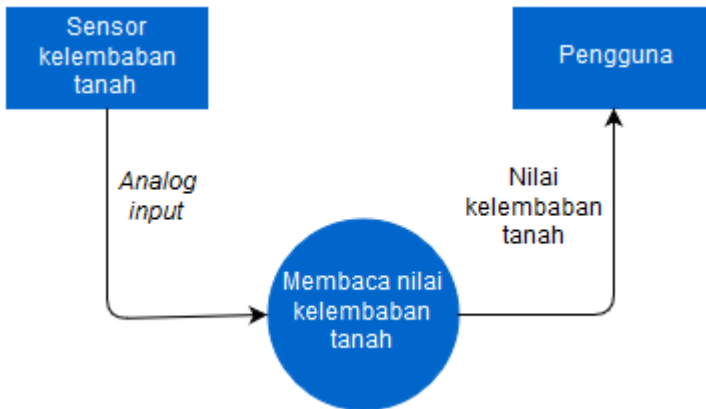 Sensor
kelembaban
tanah
Pengguna
Analog
input
Nilai
kelembaban
tanah
Membaca nilai
kelembaban
tanah